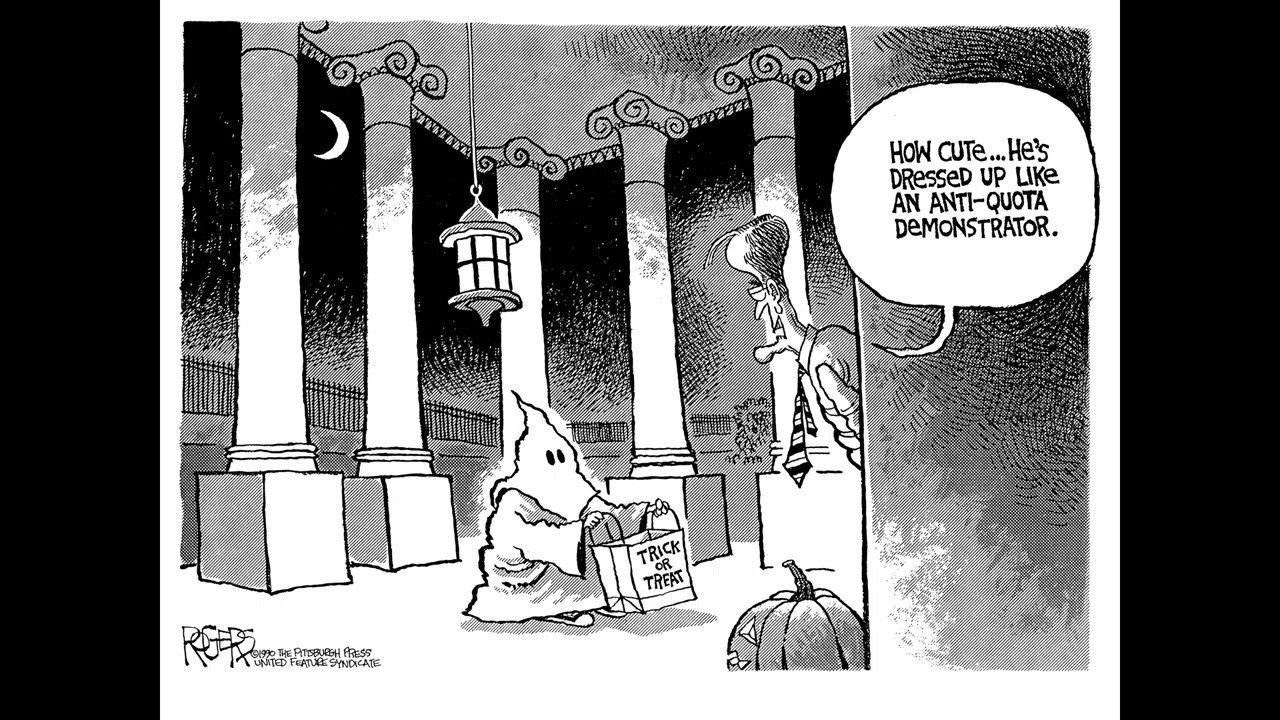 HOW CUTE...HE'S
DRESSED UP LIKE
AN ANTI-QUOTA
DEMONSTRATOR.
TRICK
OR
TREAT
ROGERS
©1990 THE PITTSBURGH PRESS
UNITED FEATURE SYNDICATE